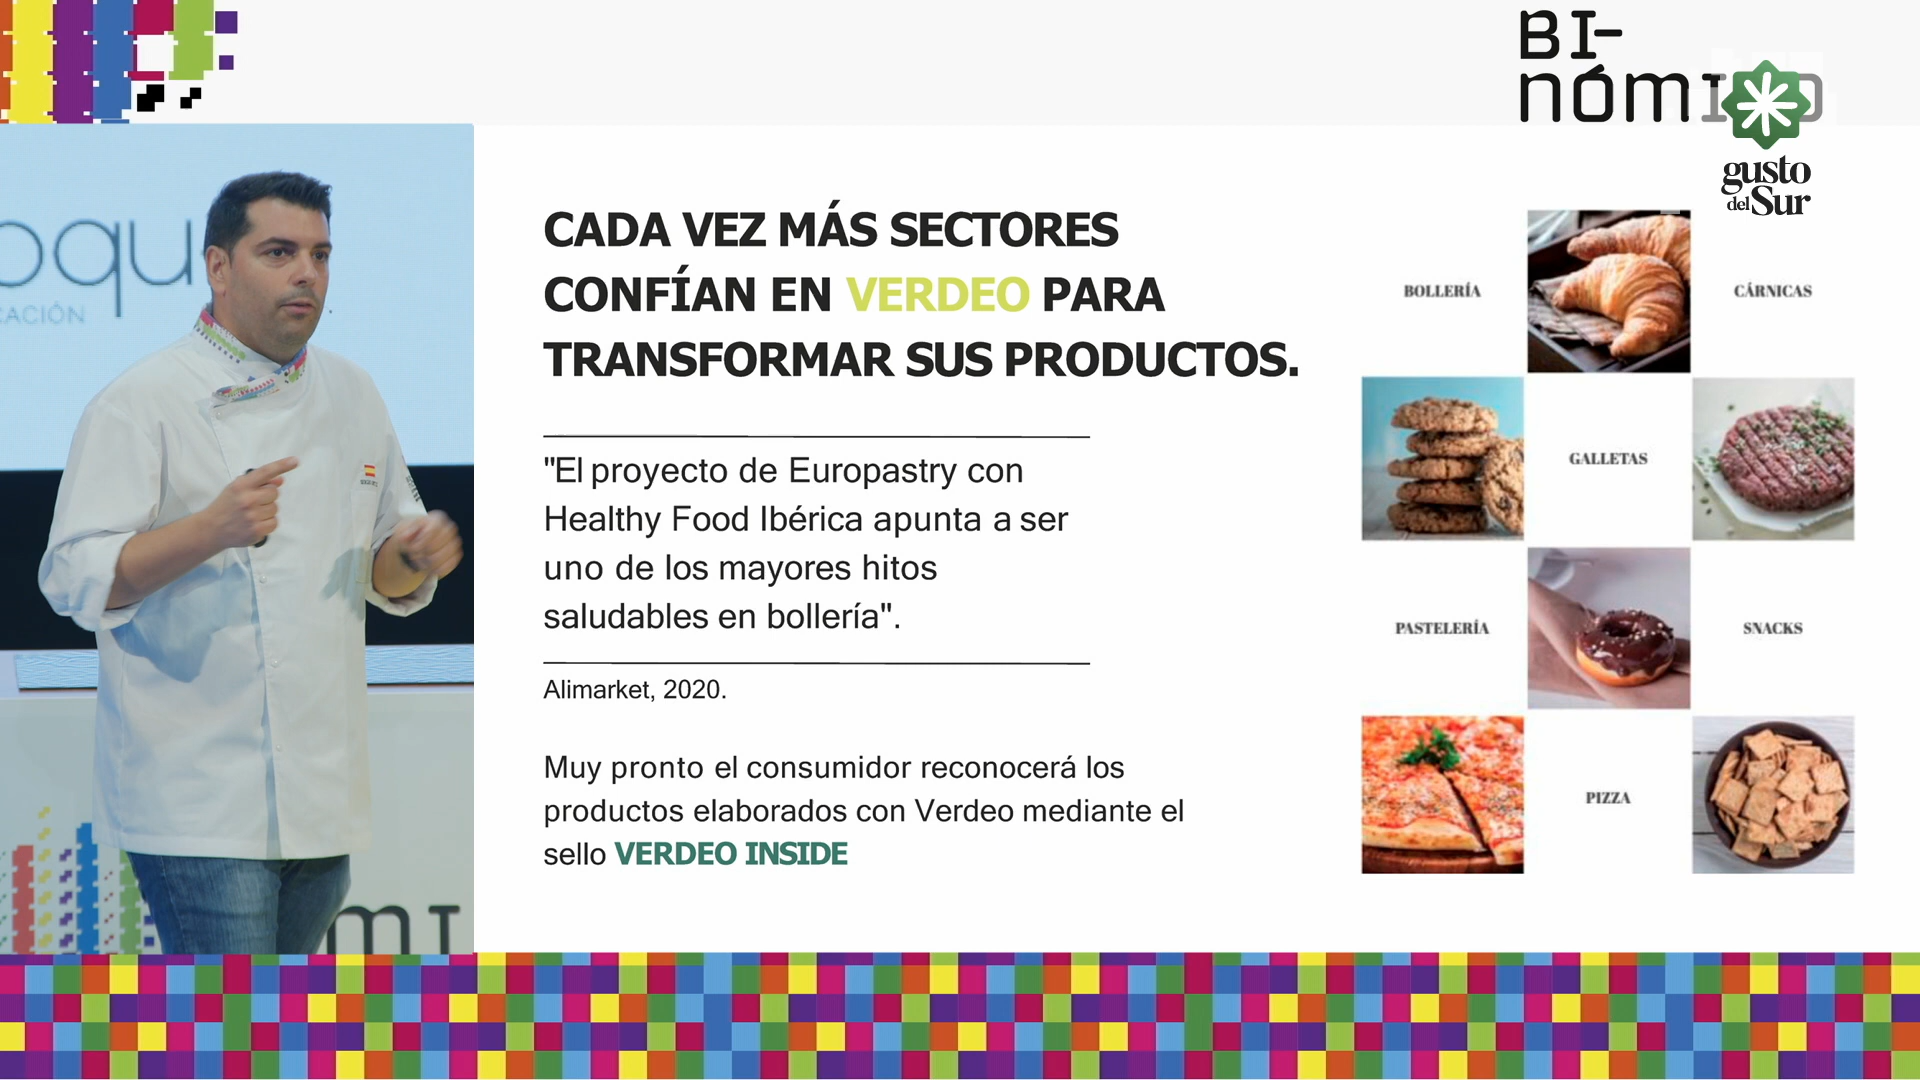 BI-
nómi
gusto
del Sur
oqu
CACIÓN
CADA VEZ MÁS SECTORES
CONFÍAN EN VERDEO PARA
TRANSFORMAR SUS PRODUCTOS.
"El proyecto de Europastry con
Healthy Food Ibérica apunta a ser
uno de los mayores hitos
saludables en bollería".
Alimarket, 2020.
Muy pronto el consumidor reconocerá los
productos elaborados con Verdeo mediante el
sello VERDEO INSIDE
BOLLERÍA
CÁRNICAS
GALLETAS
PASTELERÍA
SNACKS
PIZZA
mı